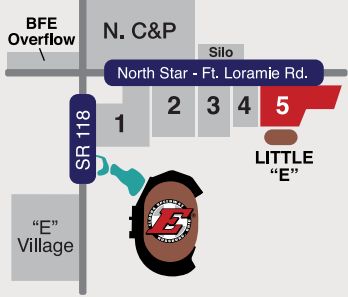 BFE
Overflow
N. C&P
Silo
North Star - Ft. Loramie Rd.
SR 118
1
2
3
4
5
LITTLE
“E”
“E”
Village
E